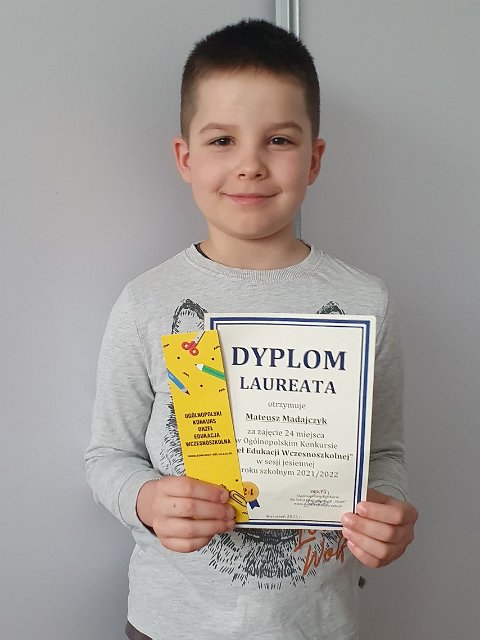 DYPLOM
LAUREATA
otrzymuje
Mateusz Madajczyk
za zajęcie 24 miejsca
w Ogólnopolskim Konkursie
eł Edukacji Wczesnoszkolnej"
w sesji jesiennej
roku szkolnym 2021/2022
OGÓLNOPOLSKI
KONKURS
ORZEŁ
EDUKACJA
WCZESNOSZKOLNA
24